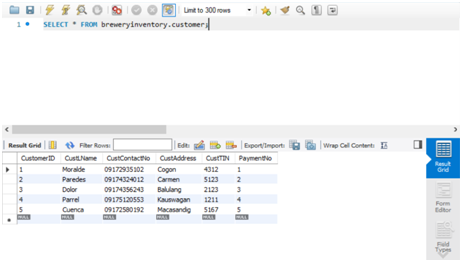 Limit to 300 rows
1 SELECT * FROM breweryinventory.customer;
Result Grid Filter Rows: Edit: Export/Import: Wrap Cell Content:
CustomerID CustLName CustContactNo CustAddress CustTIN PaymentNo
1 Moralde 09172935102 Cogon 4312 1
2 Paredes 09174324012 Carmen 5123 2
3 Dolor 09174356243 Balulang 2123 3
4 Parrel 09175120553 Kauswagan 1211 4
5 Cuenca 09172580192 Macasandig 5167 5
NULL NULL NULL NULL NULL NULL
Result
Grid
Form
Editor
Field
Types